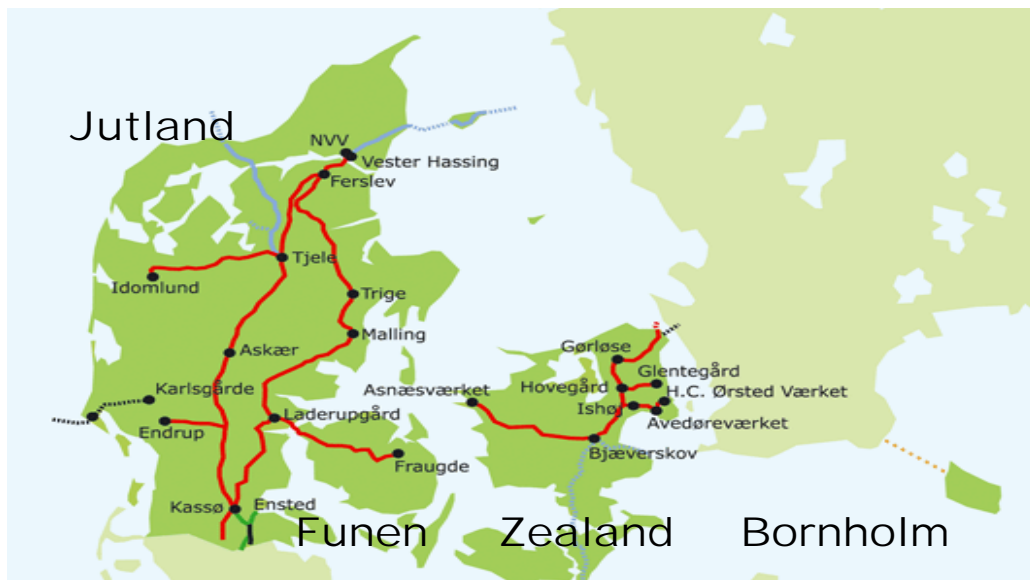 Jutland
NVV
Vester Hassing
Ferslev
Tjele
Idomlund
Trige
Malling
Askær
Gørløse
Glentegård
Karlsgårde
Asnæsværket
Hovegård
H.C. Ørsted Værket
Ishøj
Laderupgård
Avedøreværket
Endrup
Bjæverskov
Fraugde
Kassø
Ensted
Funen
Zealand
Bornholm